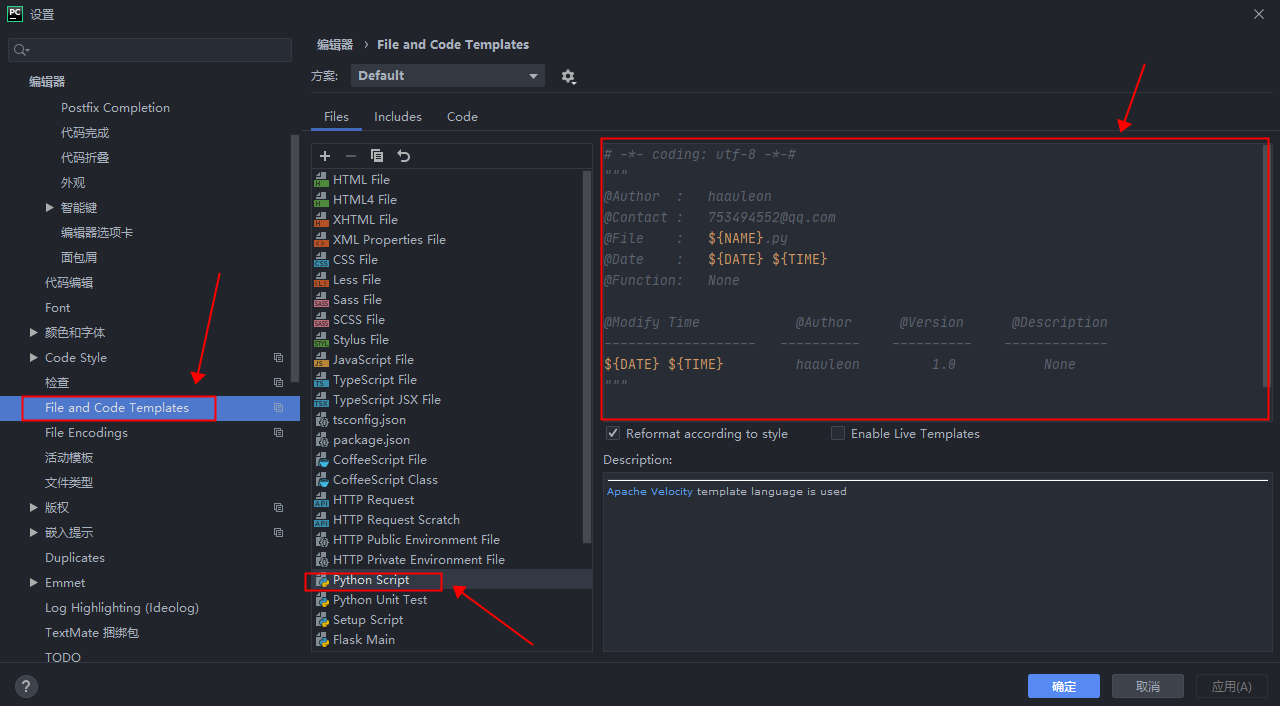 PC 设置
编辑器
Postfix Completion
代码完成
代码折叠
外观
智能键
编辑器选项卡
面包屑
代码编辑
Font
颜色和字体
Code Style
检查
File and Code Templates
File Encodings
活动模板
文件类型
版权
嵌入提示
Duplicates
Emmet
Log Highlighting (Ideolog)
TextMate 捆绑包
TODO
?
编辑器 › File and Code Templates
方案: Default
Files Includes Code
HTML File
HTML4 File
XHTML File
XML Properties File
CSS File
Less File
Sass File
SCSS File
Stylus File
JavaScript File
TypeScript File
TypeScript JSX File
tsconfig.json
package.json
CoffeeScript File
CoffeeScript Class
HTTP Request
HTTP Request Scratch
HTTP Public Environment File
HTTP Private Environment File
Python Script
Python Unit Test
Setup Script
Flask Main
# -*- coding: utf-8 -*-#
"""
@Author  :   haauleon
@Contact :   753494552@qq.com
@File    :   ${NAME}.py
@Date    :   ${DATE} ${TIME}
@Function:   None
@Modify Time            @Author      @Version      @Description
------------------   ----------    ----------    -------------
${DATE} ${TIME}         haauleon         1.0           None
"""
Reformat according to style Enable Live Templates
Description:
Apache Velocity template language is used
确定 取消 应用(A)